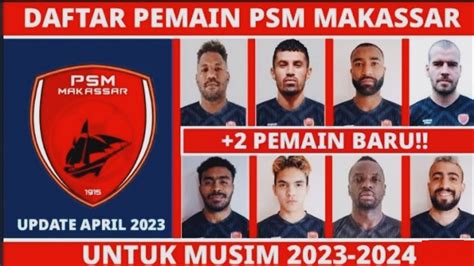 DAFTAR PEMAIN PSM MAKASSAR
PSM
MAKASSAR
1915
+2 PEMAIN BARU!!
UPDATE APRIL 2023
UNTUK MUSIM 2023-2024